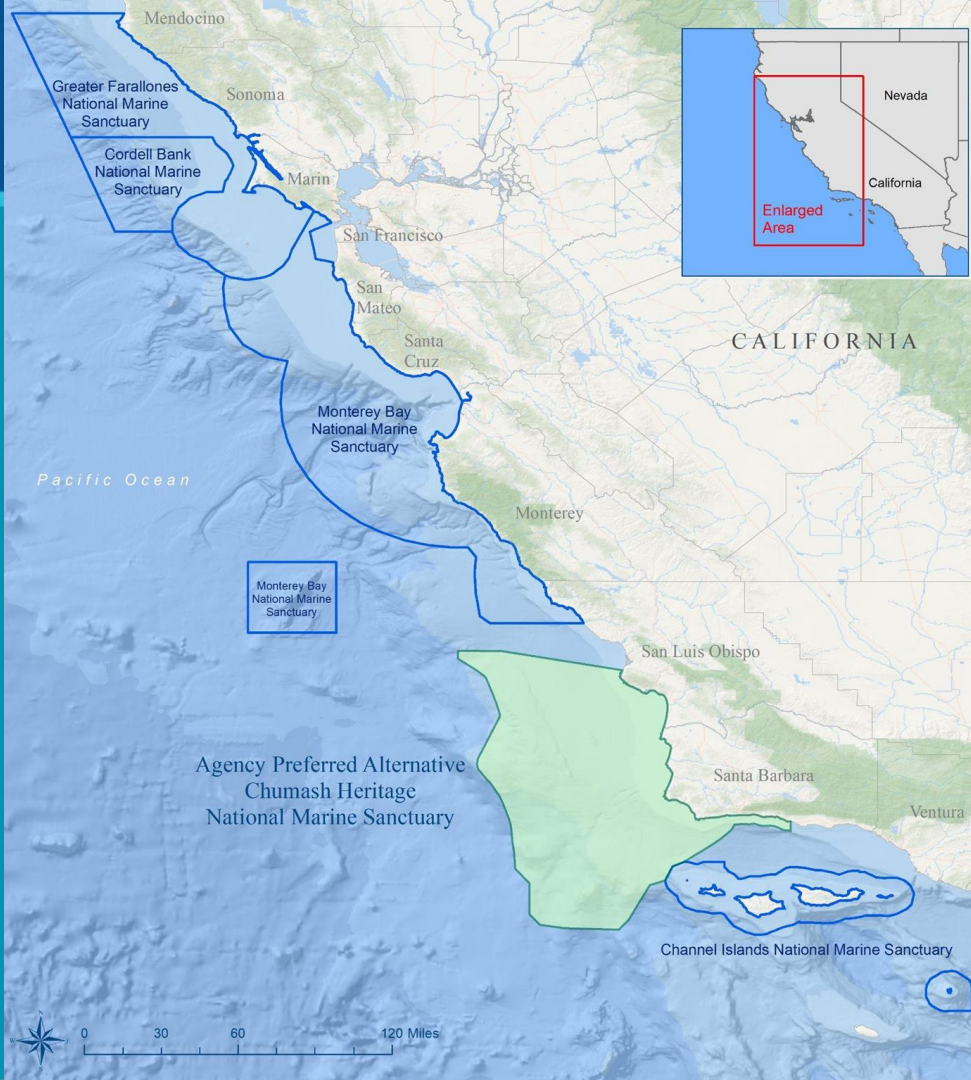 Mendocino
Greater Farallones
National Marine
Sanctuary
Sonoma
Cordell Bank
National Marine
Sanctuary
Marin
San Francisco
San
Mateo
Santa
Cruz
Nevada
California
Enlarged
Area
CALIFORNIA
Monterey Bay
National Marine
Sanctuary
Pacific Ocean
Monterey
Monterey Bay
National Marine
Sanctuary
San Luis Obispo
Agency Preferred Alternative
Chumash Heritage
National Marine Sanctuary
Santa Barbara
Ventura
Channel Islands National Marine Sanctuary
0 30 60 120 Miles